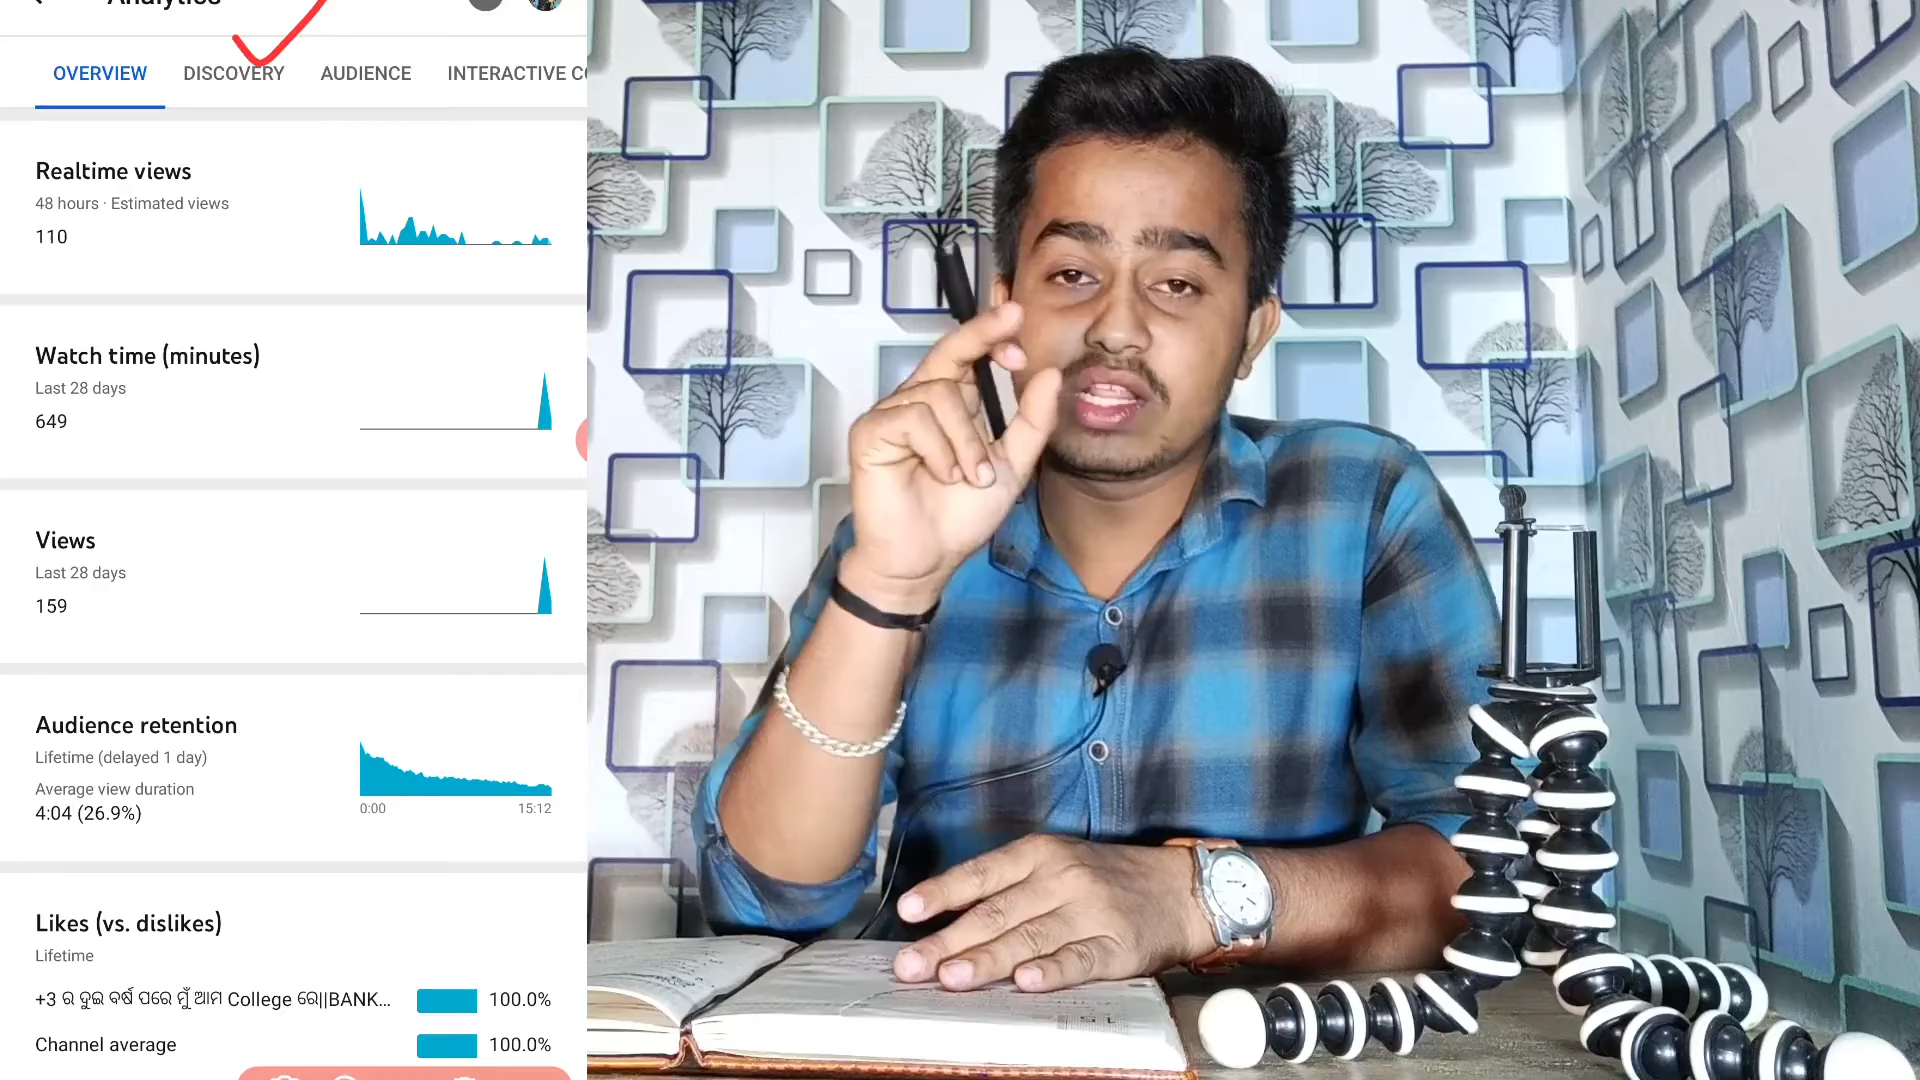 Analytics
OVERVIEW DISCOVERY AUDIENCE INTERACTIVE CO
Realtime views
48 hours · Estimated views
110
Watch time (minutes)
Last 28 days
649
Views
Last 28 days
159
Audience retention
Lifetime (delayed 1 day)
Average view duration
4:04 (26.9%)
0:00 15:12
Likes (vs. dislikes)
Lifetime
+3 ର ଦୁଇ ବର୍ଷ ପରେ ମୁଁ ଆମ College ରେ||BANK... 100.0%
Channel average 100.0%